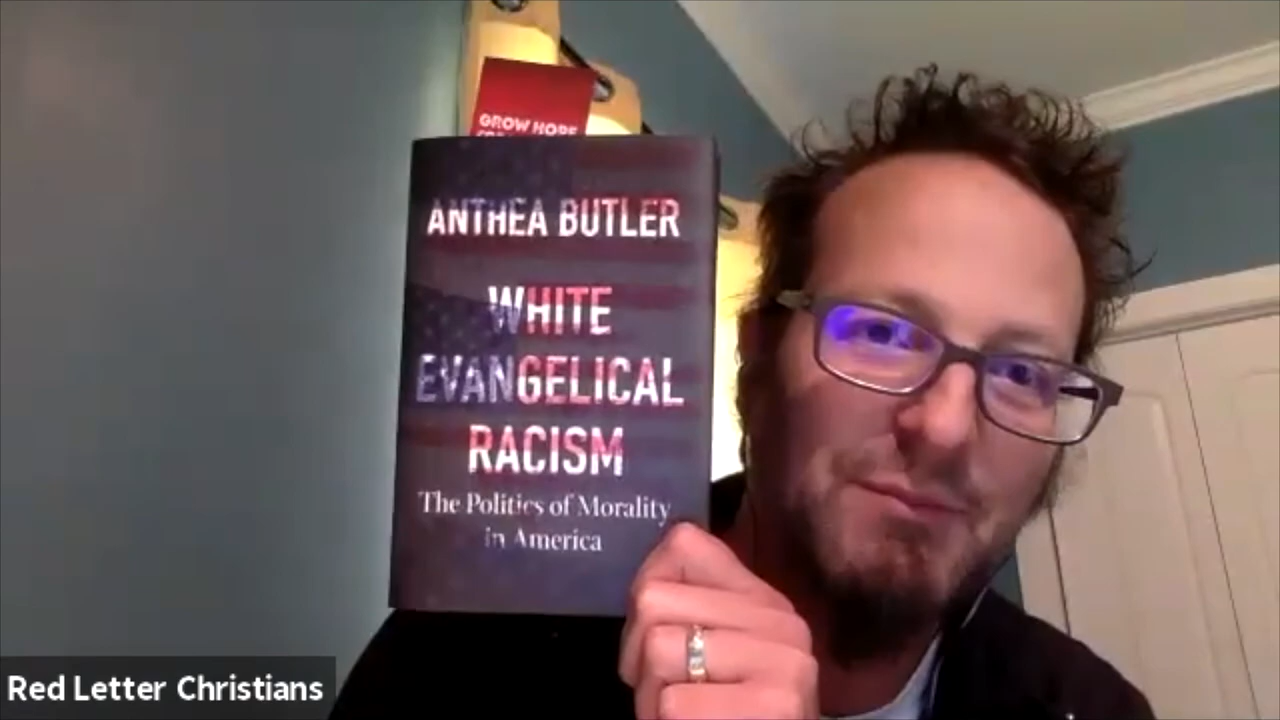 GROW HOPE
ANTHEA BUTLER
WHITE
EVANGELICAL
RACISM
The Politics of Morality
in America
Red Letter Christians